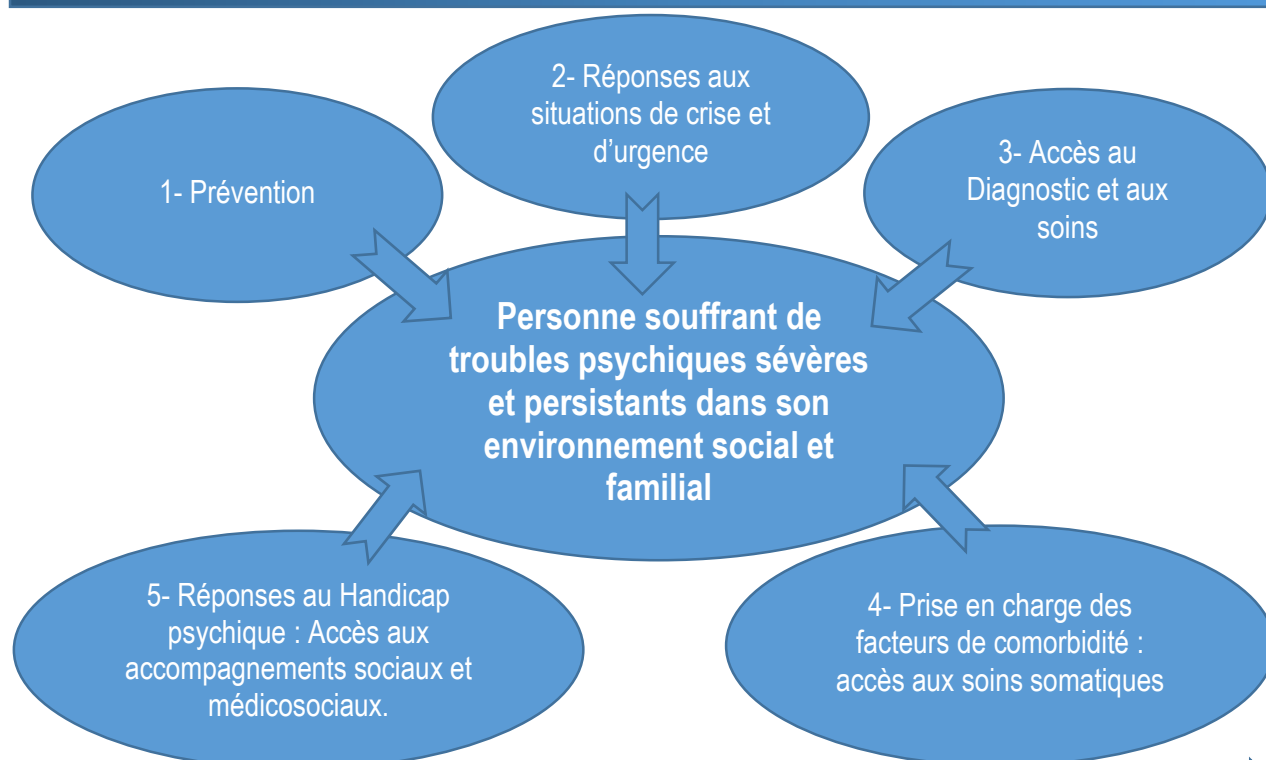 1- Prévention
2- Réponses aux
situations de crise et
d’urgence
3- Accès au
Diagnostic et aux
soins
Personne souffrant de
troubles psychiques sévères
et persistants dans son
environnement social et
familial
4- Prise en charge des
facteurs de comorbidité :
accès aux soins somatiques
5- Réponses au Handicap
psychique : Accès aux
accompagnements sociaux et
médicosociaux.